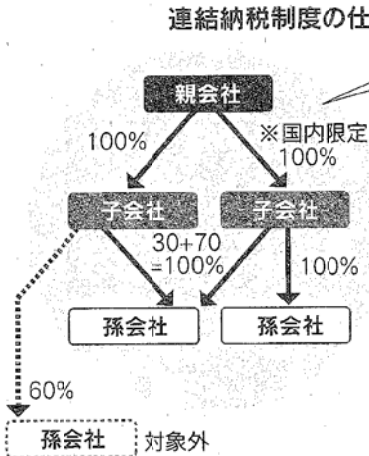 連結納税制度の仕
親会社
100%
※国内限定
100%
子会社
子会社
30+70
=100%
100%
孫会社
孫会社
60%
孫会社
対象外